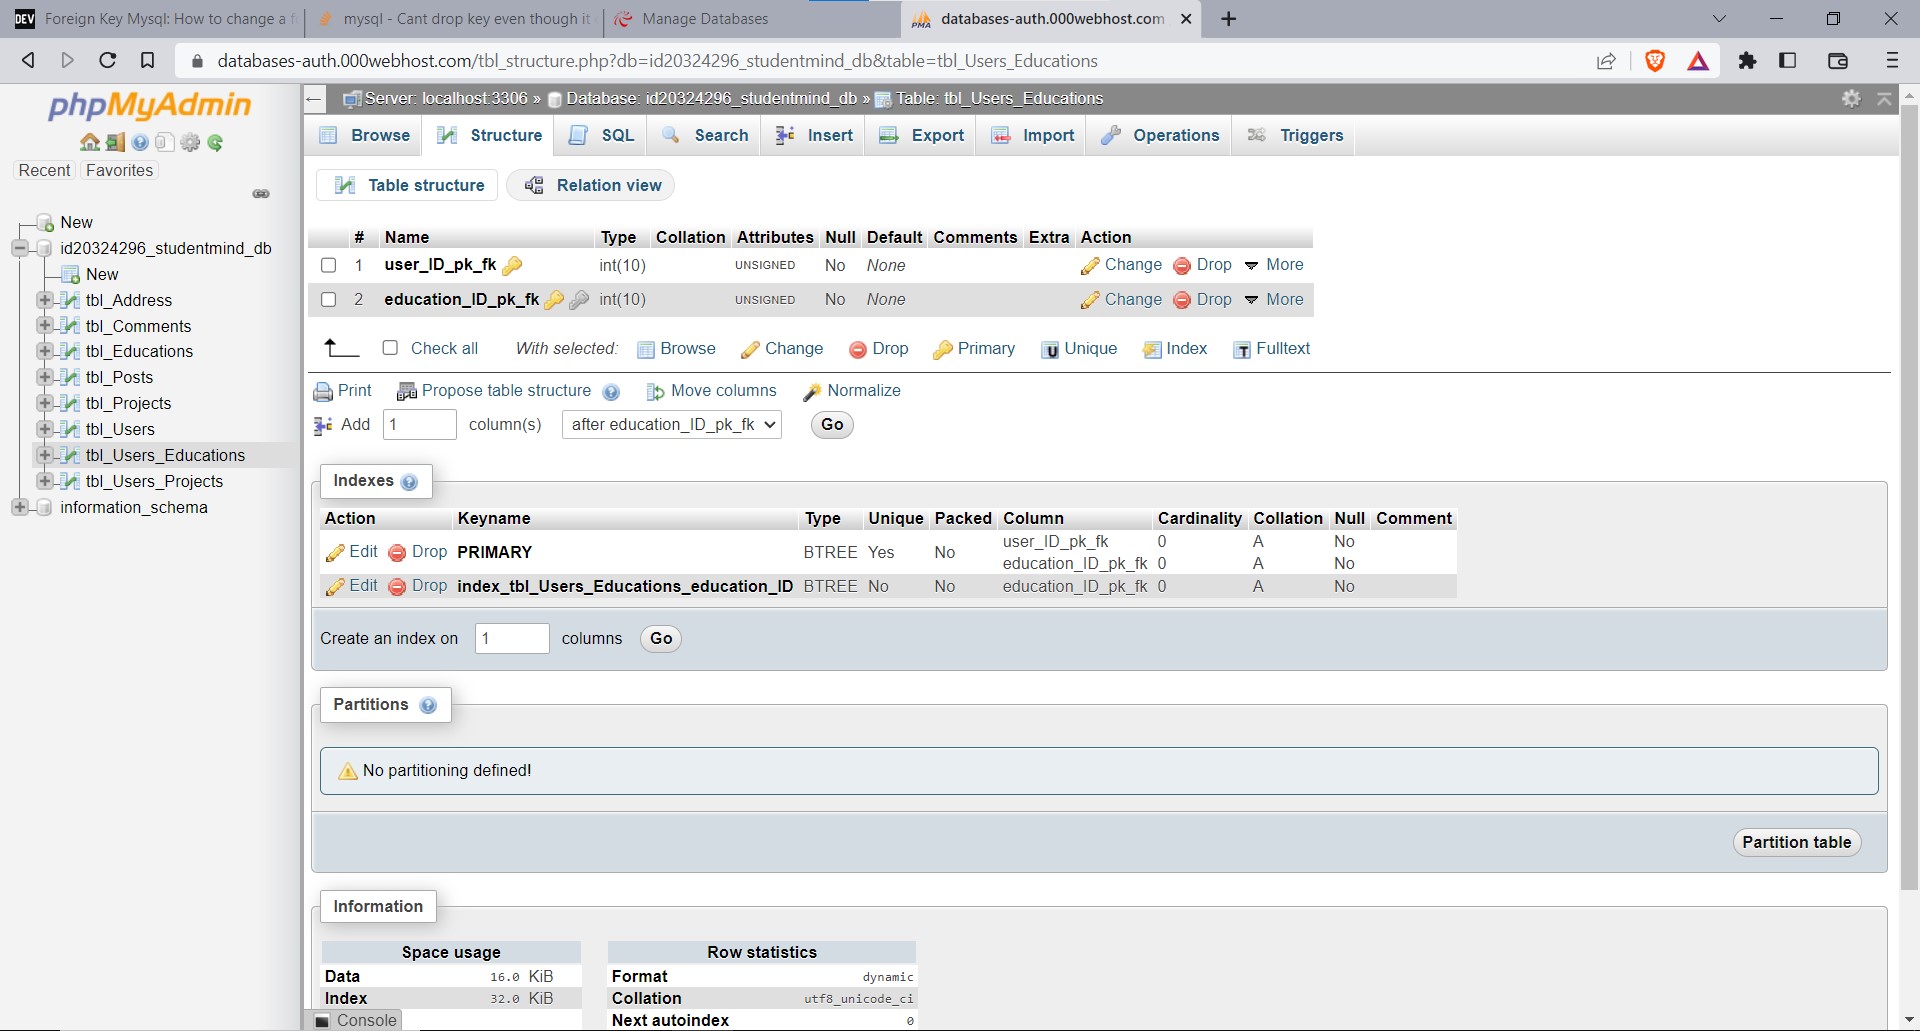 DEV Foreign Key Mysql: How to change a f
mysql - Cant drop key even though it
Manage Databases
PMA databases-auth.000webhost.com
databases-auth.000webhost.com/tbl_structure.php?db=id20324296_studentmind_db&table=tbl_Users_Educations
phpMyAdmin
Recent Favorites
New
id20324296_studentmind_db
New
tbl_Address
tbl_Comments
tbl_Educations
tbl_Posts
tbl_Projects
tbl_Users
tbl_Users_Educations
tbl_Users_Projects
information_schema
Server: localhost:3306 » Database: id20324296_studentmind_db » Table: tbl_Users_Educations
Browse Structure SQL Search Insert Export Import Operations Triggers
Table structure Relation view
# Name Type Collation Attributes Null Default Comments Extra Action
1 user_ID_pk_fk int(10) UNSIGNED No None Change Drop More
2 education_ID_pk_fk int(10) UNSIGNED No None Change Drop More
Check all With selected: Browse Change Drop Primary Unique Index Fulltext
Print Propose table structure Move columns Normalize
Add 1 column(s) after education_ID_pk_fk Go
Indexes
Action Keyname Type Unique Packed Column Cardinality Collation Null Comment
Edit Drop PRIMARY BTREE Yes No user_ID_pk_fk 0 A No
education_ID_pk_fk 0 A No
Edit Drop index_tbl_Users_Educations_education_ID BTREE No No education_ID_pk_fk 0 A No
Create an index on 1 columns Go
Partitions
No partitioning defined!
Partition table
Information
Space usage
Data 16.0 KiB
Index 32.0 KiB
Row statistics
Format dynamic
Collation utf8_unicode_ci
Next autoindex 0
Console